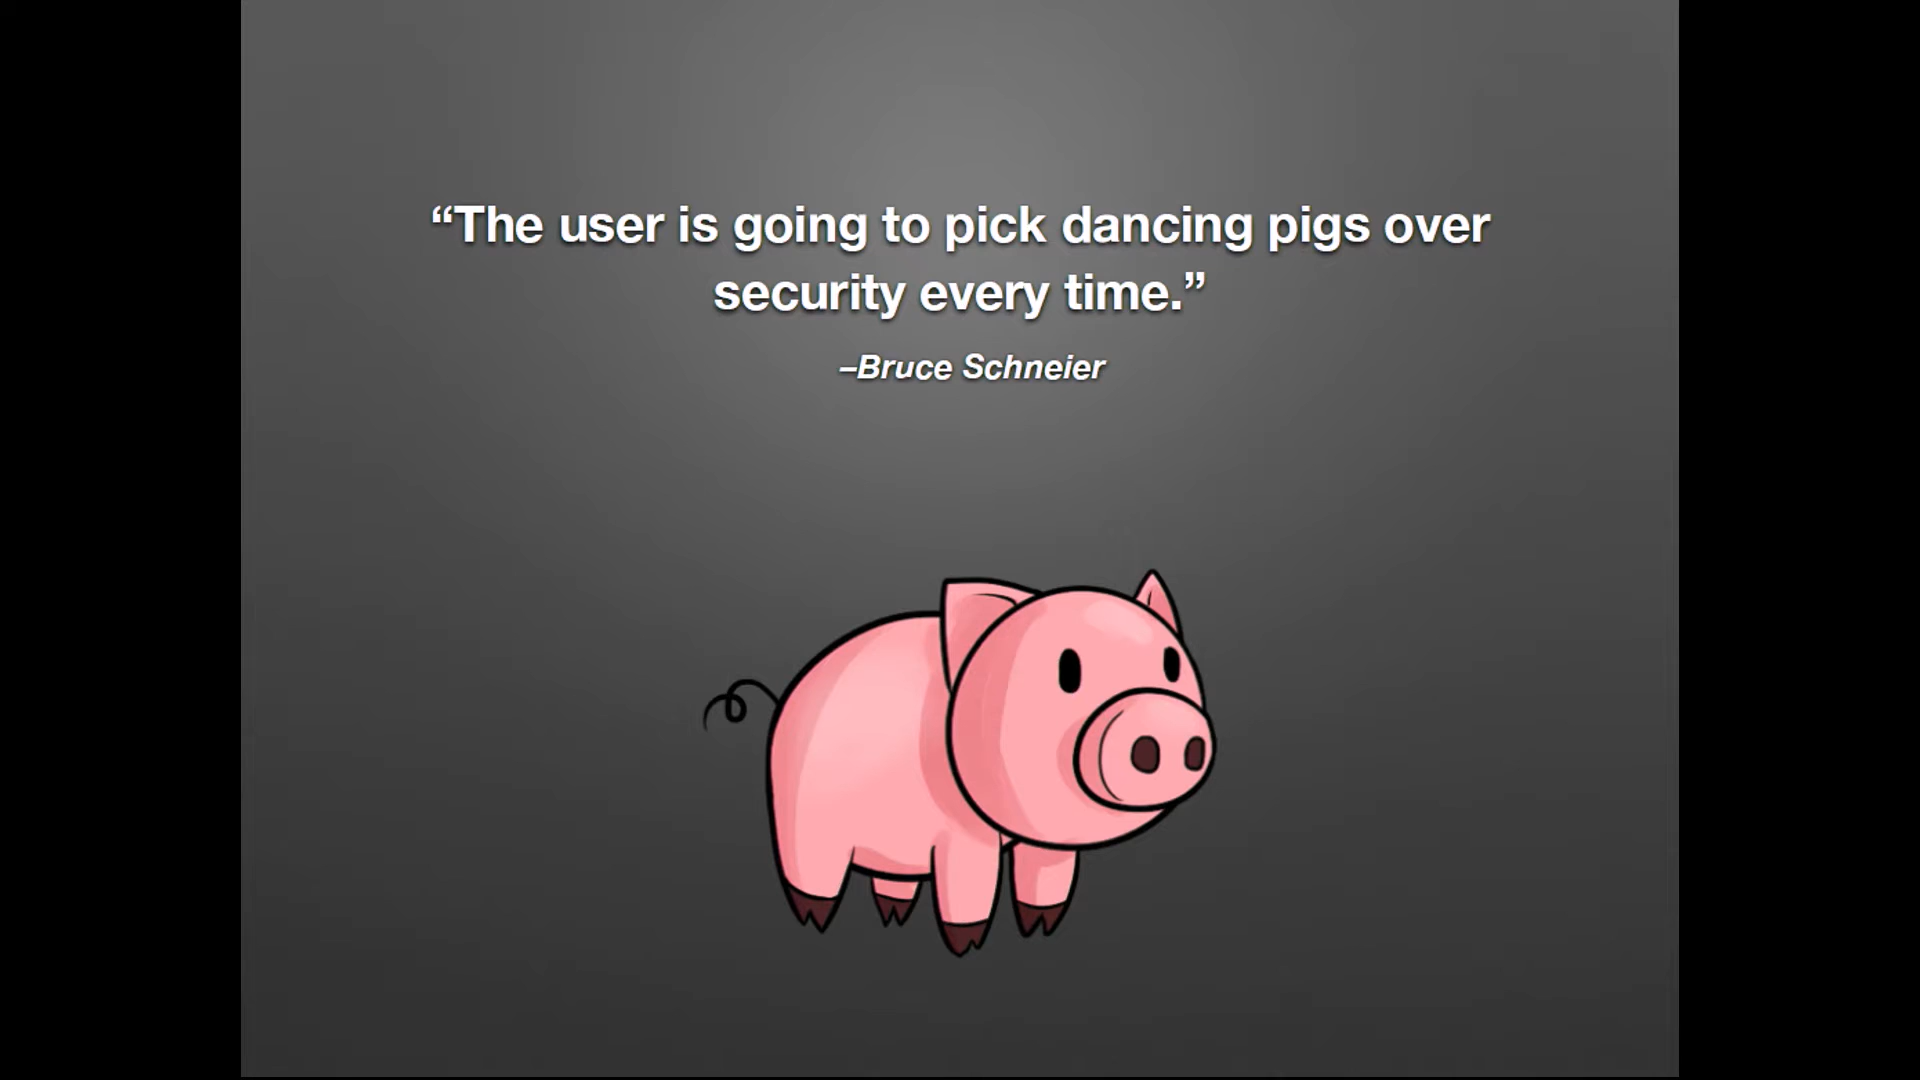 “The user is going to pick dancing pigs over
security every time.”
–Bruce Schneier